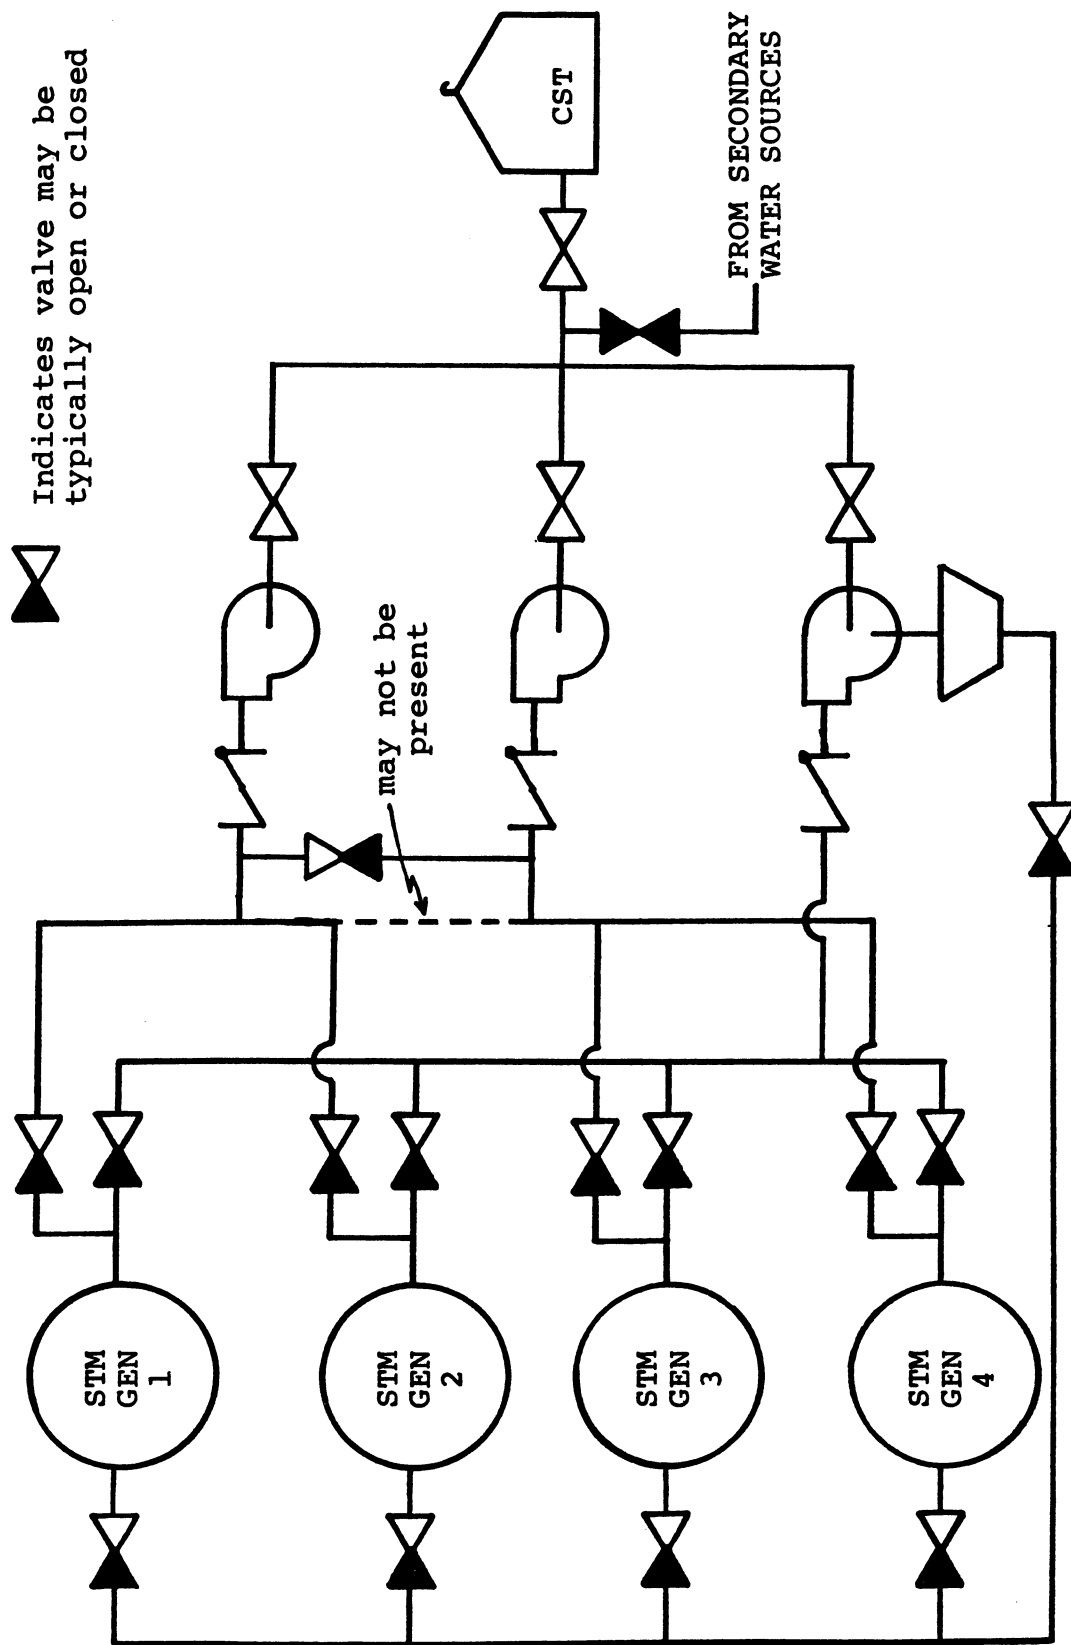 Indicates valve may be
typically open or closed
CST
FROM SECONDARY
WATER SOURCES
may not be
present
STM
GEN
1
STM
GEN
2
STM
GEN
3
STM
GEN
4